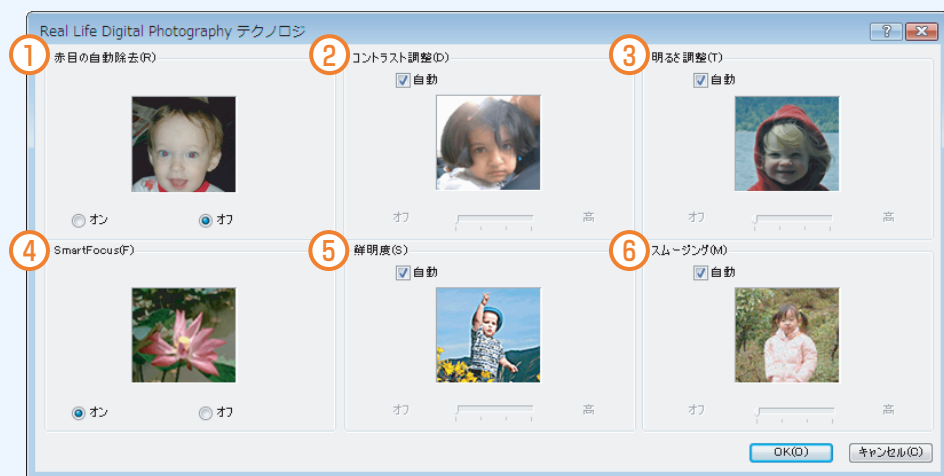 Real Life Digital Photography テクノロジ
① 赤目の自動除去(R)
オン オフ
② コントラスト調整(D)
自動
オフ 高
③ 明るさ調整(T)
自動
オフ 高
④ SmartFocus(F)
オン オフ
⑤ 鮮明度(S)
自動
オフ 高
⑥ スムージング(M)
自動
オフ 高
OK(O) キャンセル(C)